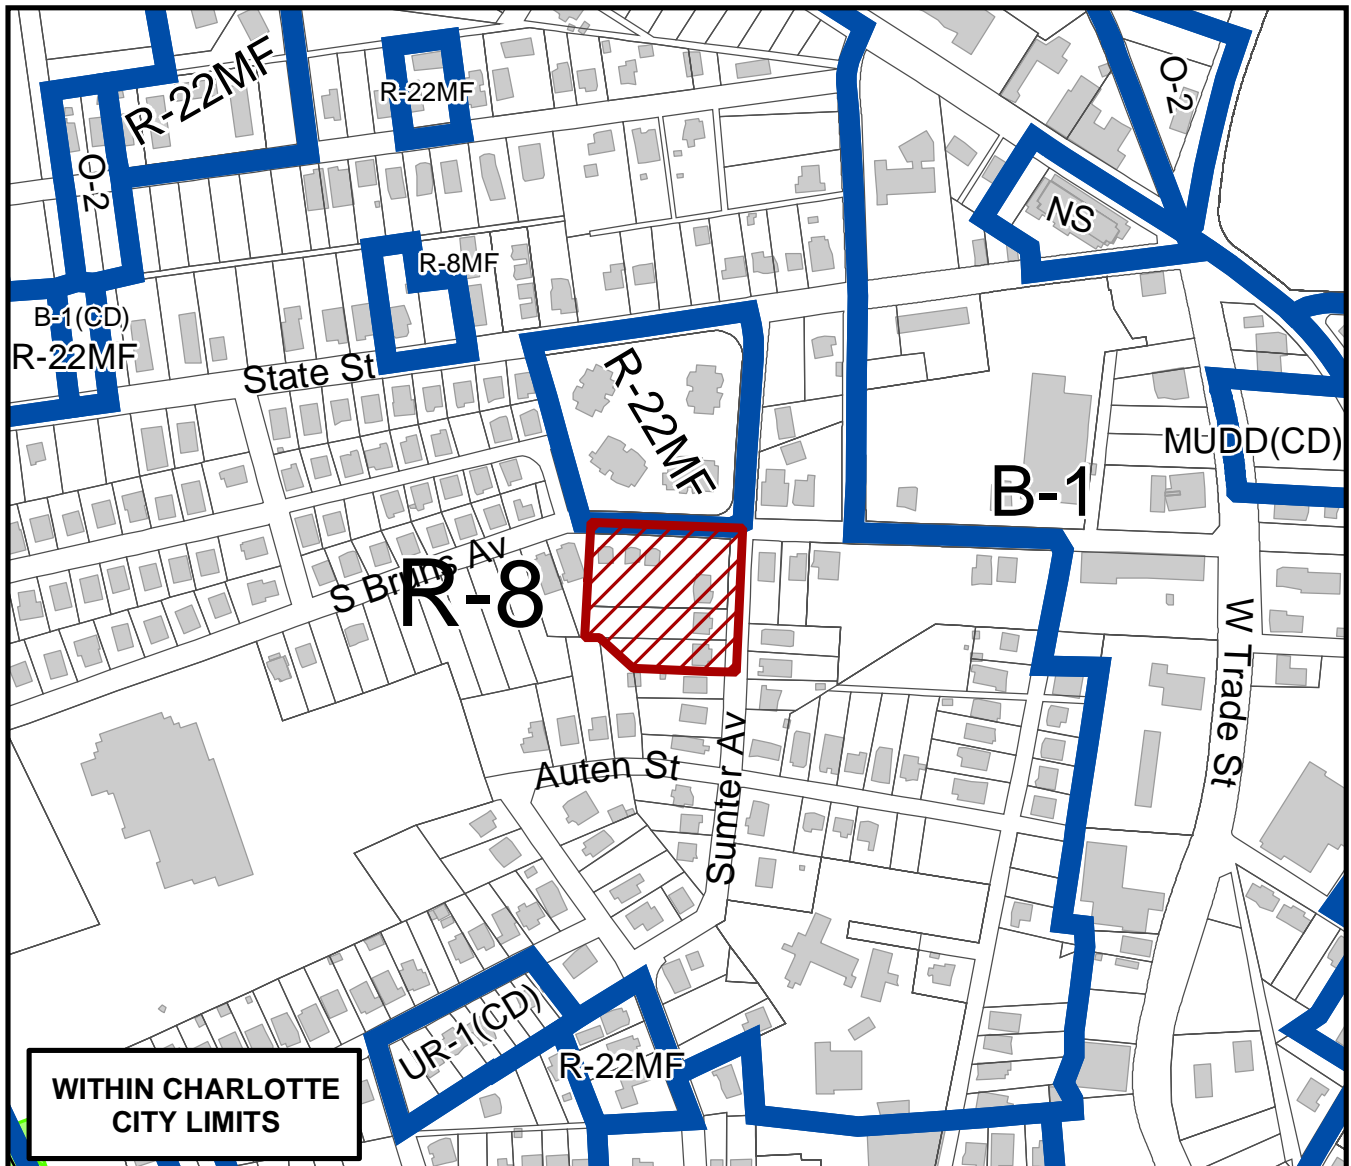 R-22MF
R-22MF
O-2
O-2
NS
R-8MF
B-1(CD)
R-22MF
State St
R-22MF
MUDD(CD)
B-1
S Bruns Av
R-8
W Trade St
Auten St
Sumter Av
UR-1(CD)
R-22MF
WITHIN CHARLOTTE
CITY LIMITS